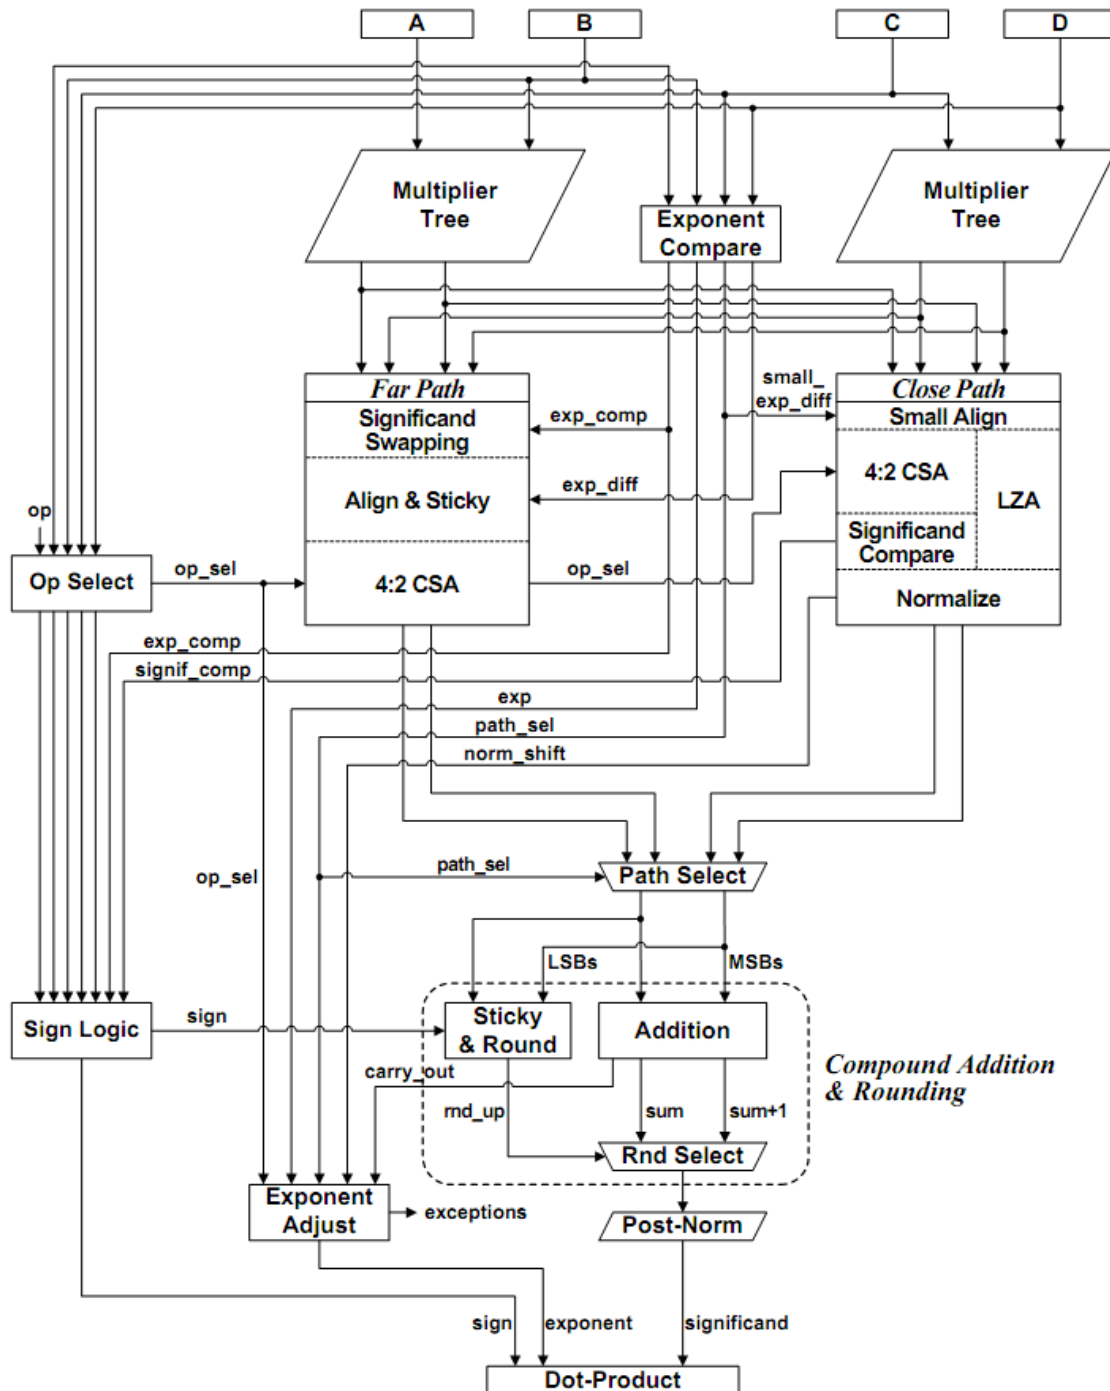 A
B
C
D
Multiplier
Tree
Multiplier
Tree
Exponent
Compare
Far Path
Significand
Swapping
Align & Sticky
4:2 CSA
exp_comp
exp_diff
small_
exp_diff
Close Path
Small Align
4:2 CSA
LZA
Significand
Compare
Normalize
op
Op Select
op_sel
op_sel
exp_comp
signif_comp
exp
path_sel
norm_shift
op_sel
path_sel
Path Select
LSBs
MSBs
Sign Logic
sign
Sticky
& Round
Addition
Compound Addition
& Rounding
carry_out
rnd_up
sum
sum+1
Rnd Select
Exponent
Adjust
exceptions
Post-Norm
sign
exponent
significand
Dot-Product